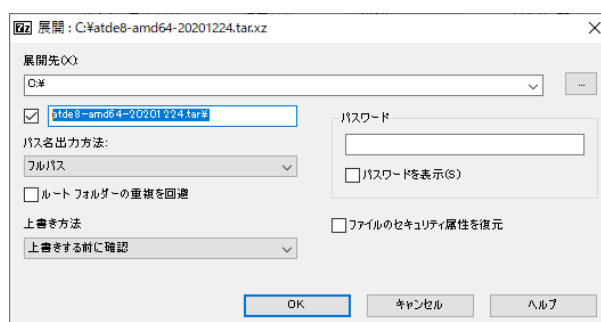 7z 展開 : C:¥atde8-amd64-20201224.tar.xz
展開先(X):
C:¥
...
atde8-amd64-20201224.tar¥
パスワード
パス名出力方法:
フルパス
パスワードを表示(S)
ルート フォルダーの重複を回避
上書き方法
ファイルのセキュリティ属性を復元
上書きする前に確認
OK
キャンセル
ヘルプ